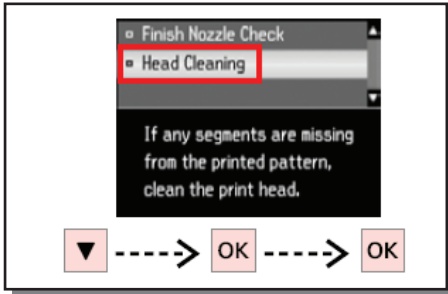 Finish Nozzle Check
Head Cleaning
If any segments are missing
from the printed pattern,
clean the print head.
▼ OK OK